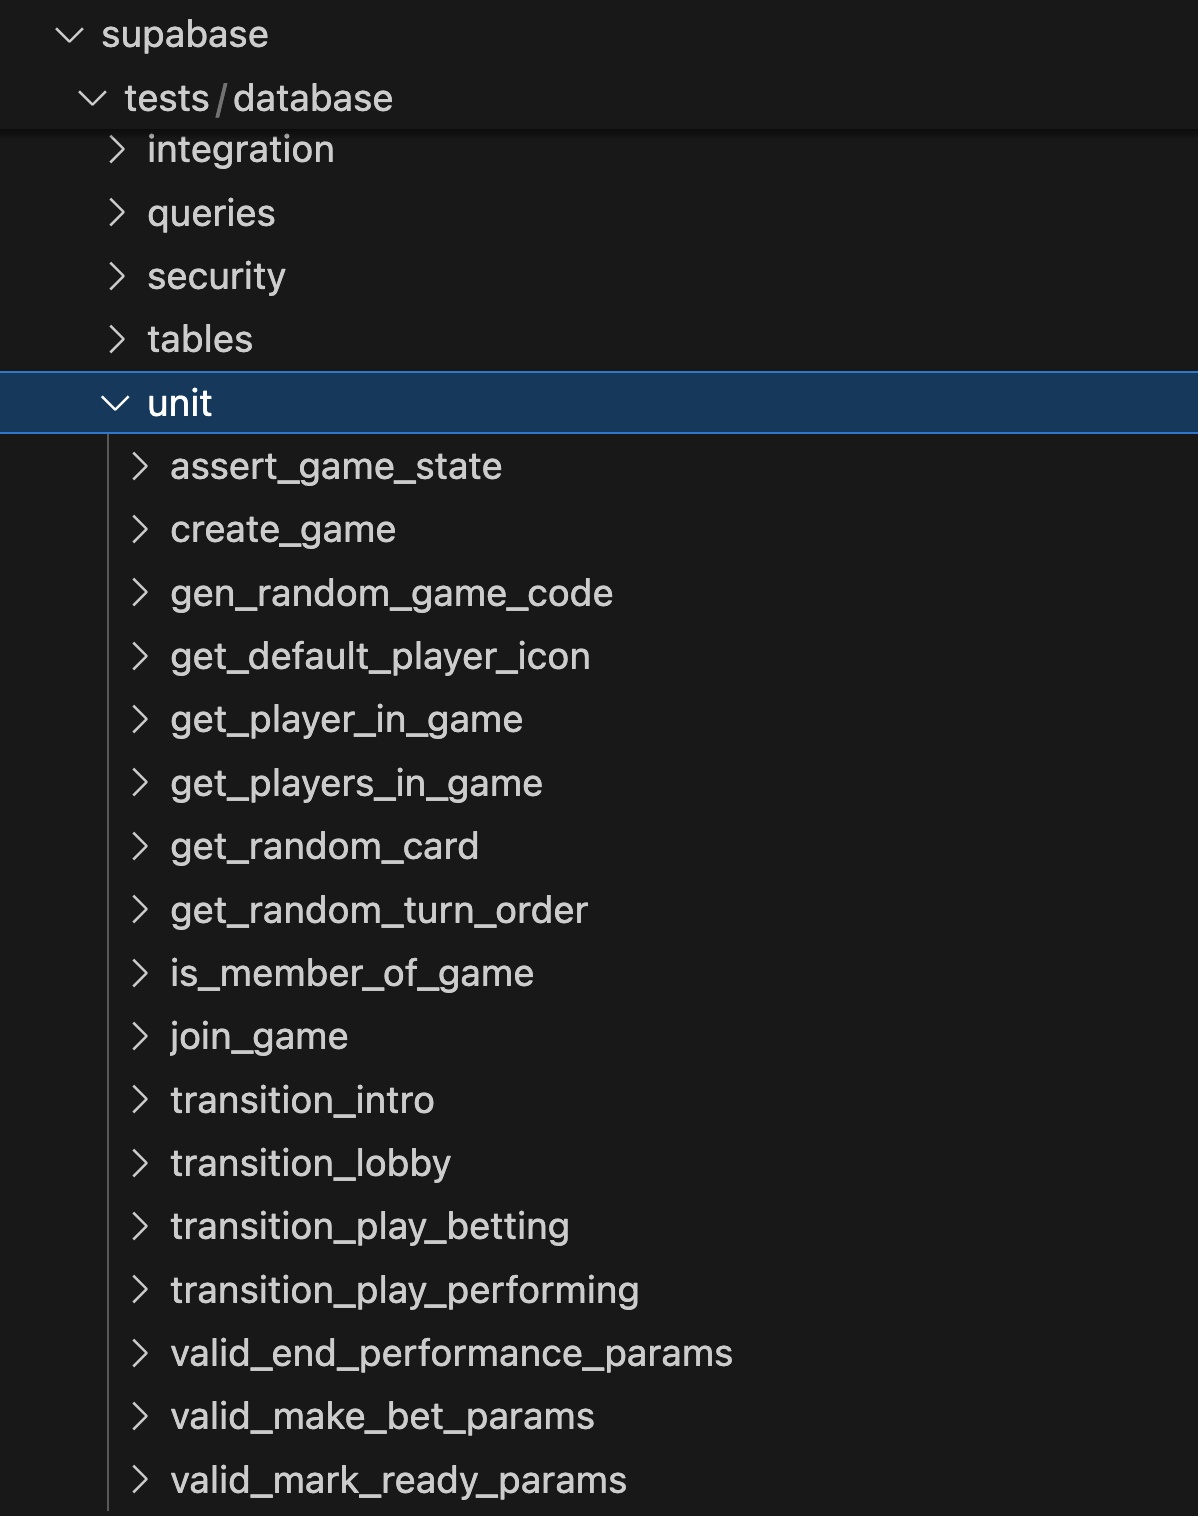 supabase
tests/database
integration
queries
security
tables
unit
assert_game_state
create_game
gen_random_game_code
get_default_player_icon
get_player_in_game
get_players_in_game
get_random_card
get_random_turn_order
is_member_of_game
join_game
transition_intro
transition_lobby
transition_play_betting
transition_play_performing
valid_end_performance_params
valid_make_bet_params
valid_mark_ready_params